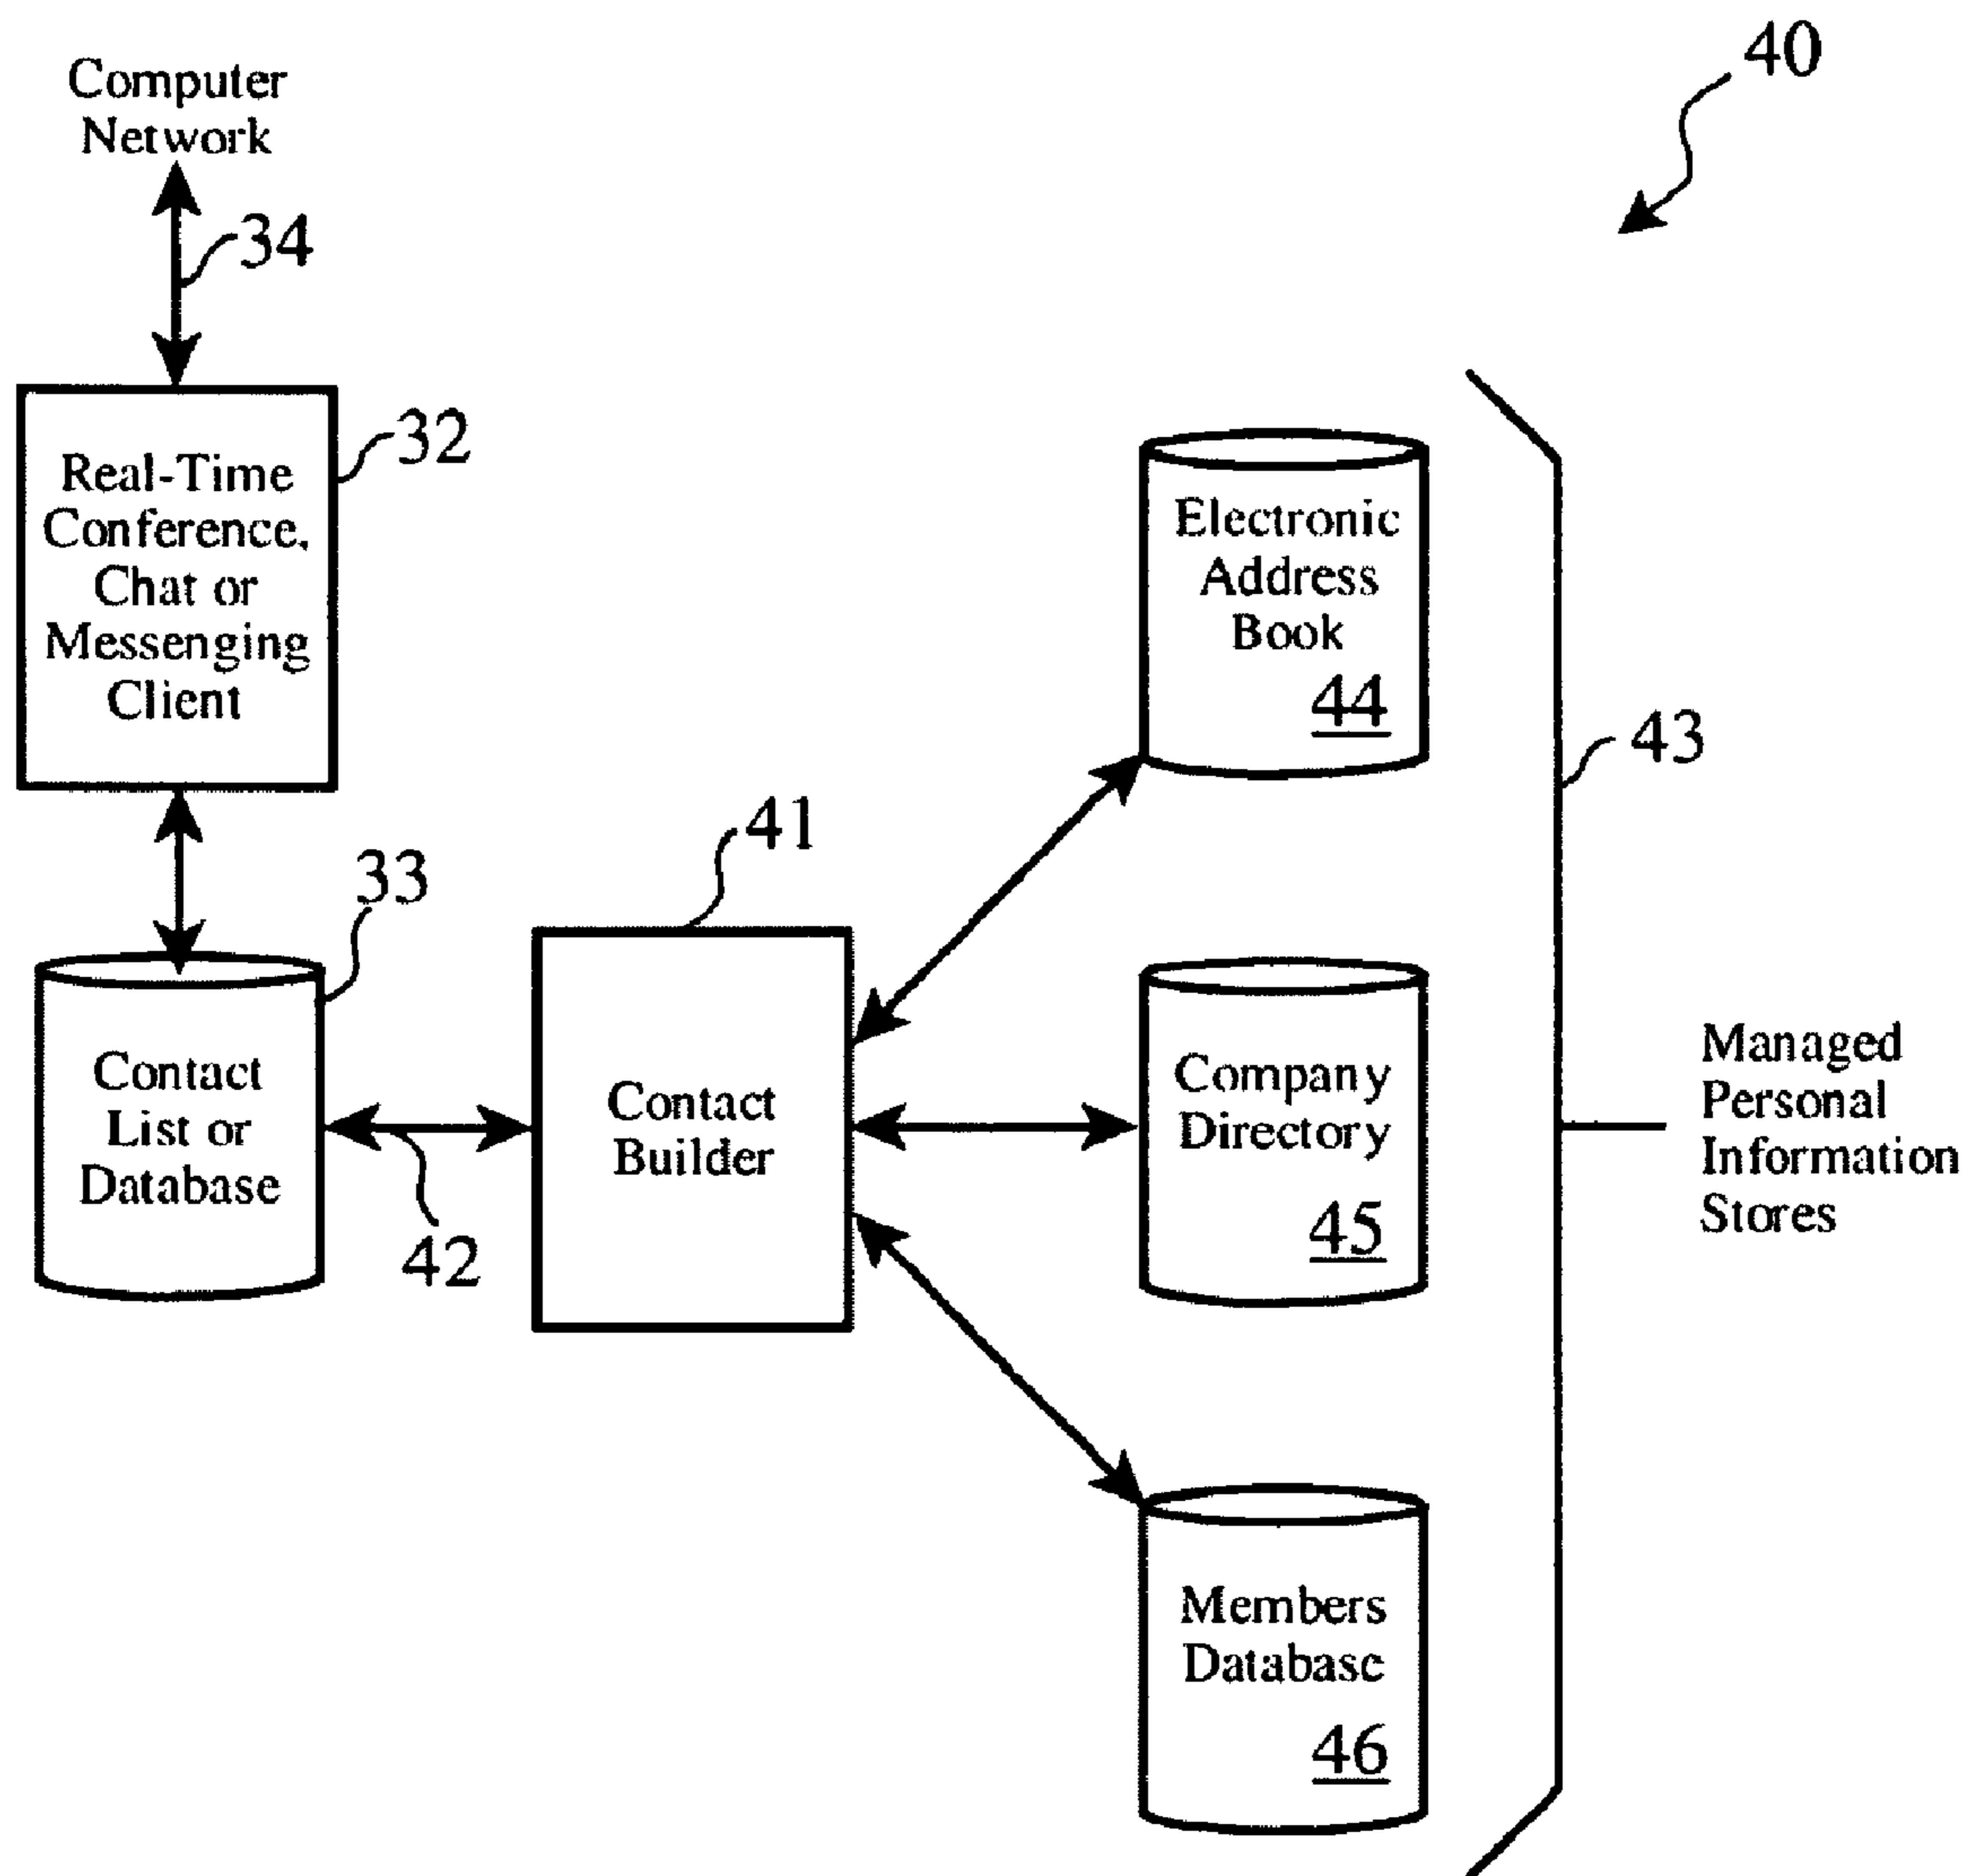 40
Computer
Network
34
32
Real-Time
Conference,
Chat or
Messenging
Client
Electronic
Address
Book
44
43
41
33
Contact
List or
Database
42
Contact
Builder
Company
Directory
45
Managed
Personal
Information
Stores
Members
Database
46